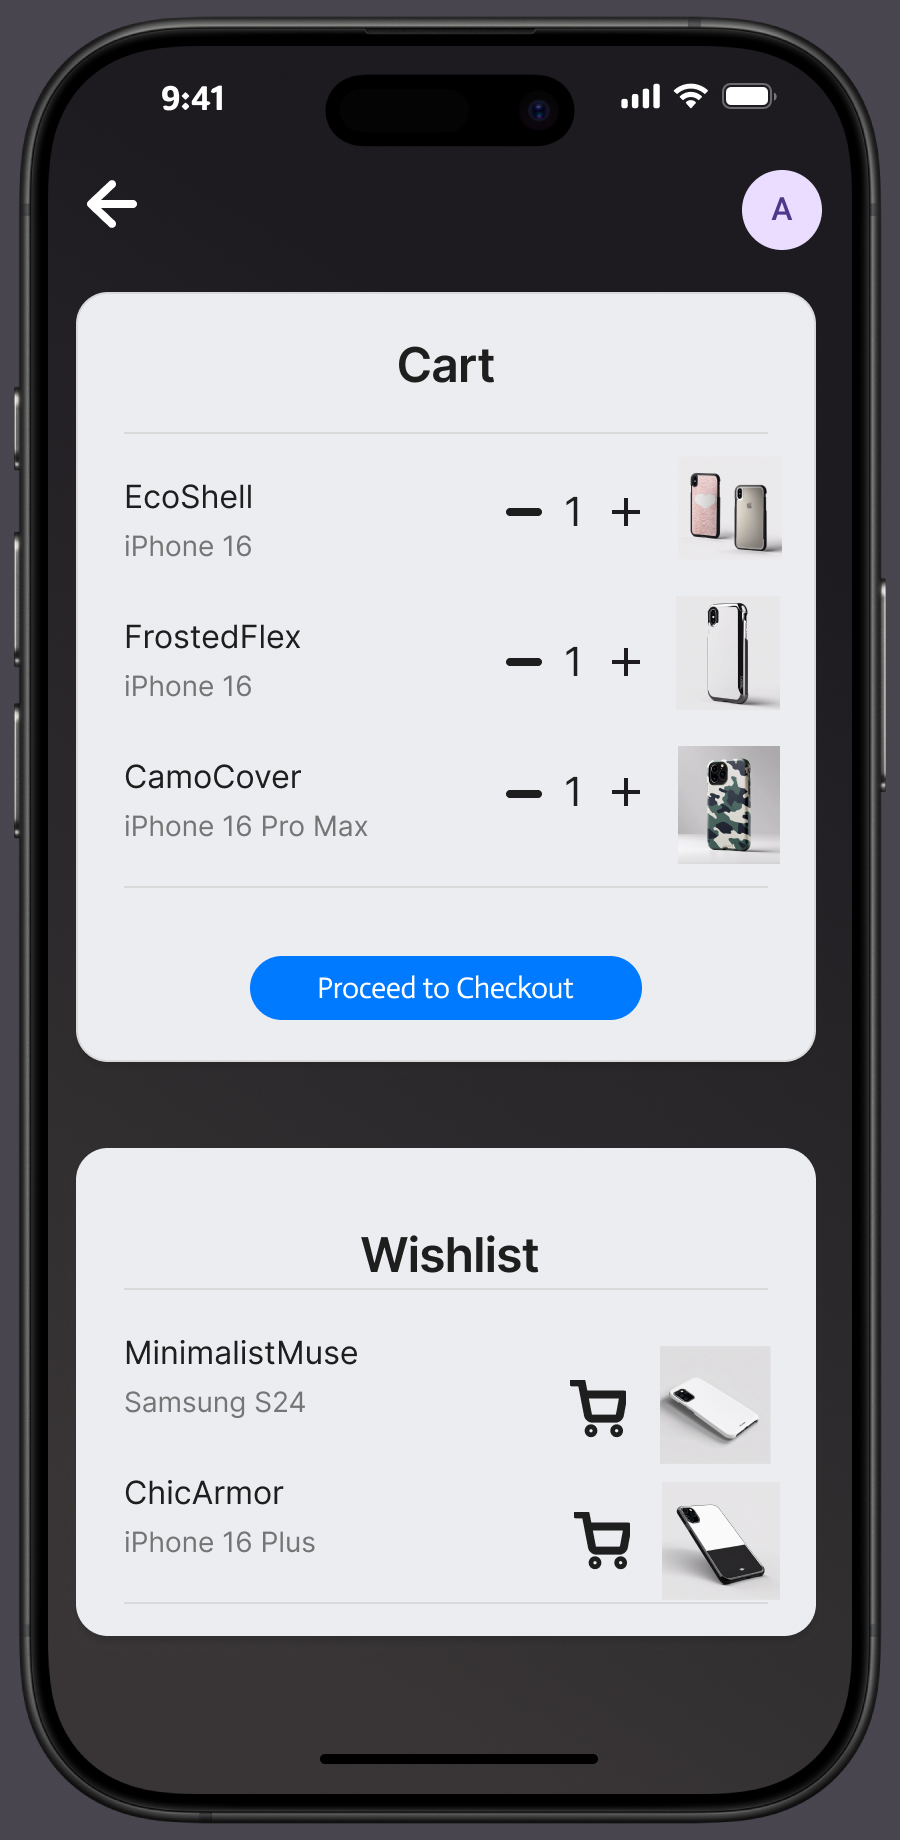 9:41
A
Cart
EcoShell
iPhone 16
1
FrostedFlex
iPhone 16
1
CamoCover
iPhone 16 Pro Max
1
Proceed to Checkout
Wishlist
MinimalistMuse
Samsung S24
ChicArmor
iPhone 16 Plus